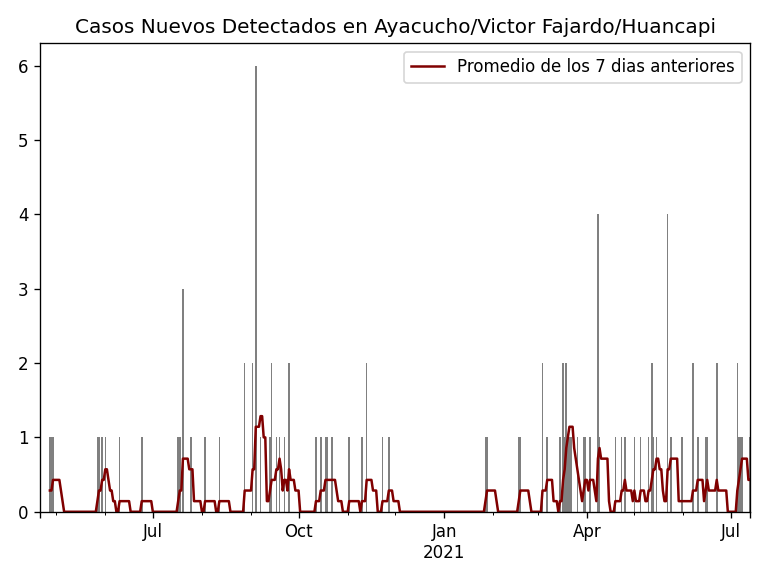 Casos Nuevos Detectados en Ayacucho/Victor Fajardo/Huancapi
Promedio de los 7 dias anteriores
6
5
4
3
2
1
0
Jul
Oct
Jan
Apr
Jul
2021